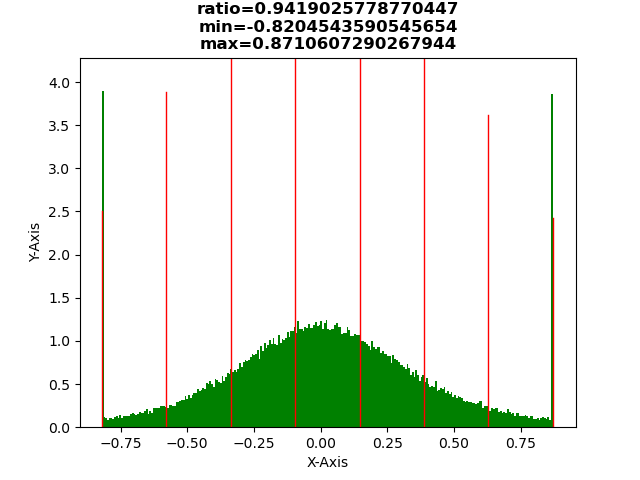 ratio=0.9419025778770447
min=-0.8204543590545654
max=0.8710607290267944
4.0
3.5
3.0
2.5
2.0
1.5
1.0
0.5
0.0
Y-Axis
−0.75 −0.50 −0.25 0.00 0.25 0.50 0.75
X-Axis